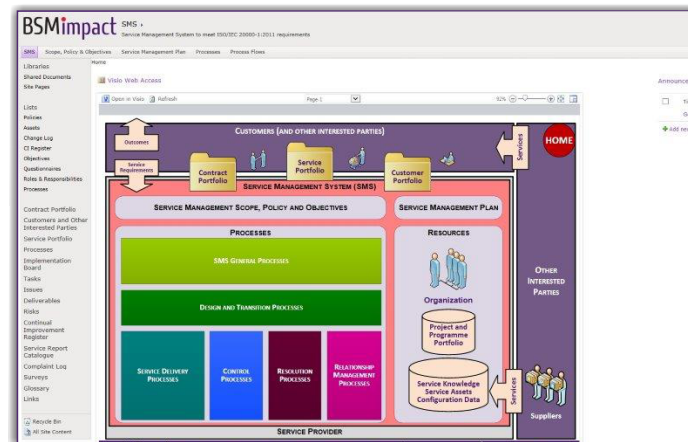 BSMimpact
SMS ▸
Service Management System to meet ISO/IEC 20000-1:2011 requirements
SMS
Scope, Policy & Objectives
Service Management Plan
Processes
Process Flows
Home
Libraries
Shared Documents
Site Pages
Lists
Policies
Assets
Change Log
CI Register
Objectives
Questionnaires
Roles & Responsibilities
Processes
Contract Portfolio
Customers and Other
Interested Parties
Service Portfolio
Processes
Implementation
Board
Tasks
Issues
Deliverables
Risks
Continual
Improvement
Register
Service Report
Catalogue
Complaint Log
Surveys
Glossary
Links
Recycle Bin
All Site Content
Visio Web Access
Open in Visio
Refresh
Page 1
Outcomes
Service
Requirements
CUSTOMERS (AND OTHER INTERESTED PARTIES)
Services
HOME
Contract
Portfolio
Service
Portfolio
Customer
Portfolio
SERVICE MANAGEMENT SYSTEM (SMS)
SERVICE MANAGEMENT SCOPE, POLICY AND OBJECTIVES
SERVICE MANAGEMENT PLAN
PROCESSES
SMS GENERAL PROCESSES
DESIGN AND TRANSITION PROCESSES
SERVICE DELIVERY
PROCESSES
CONTROL
PROCESSES
RESOLUTION
PROCESSES
RELATIONSHIP
MANAGEMENT
PROCESSES
RESOURCES
Organization
Project and
Programme
Portfolio
Service Knowledge
Service Assets
Configuration Data
OTHER
INTERESTED
PARTIES
Services
Suppliers
SERVICE PROVIDER
Announce
Add new